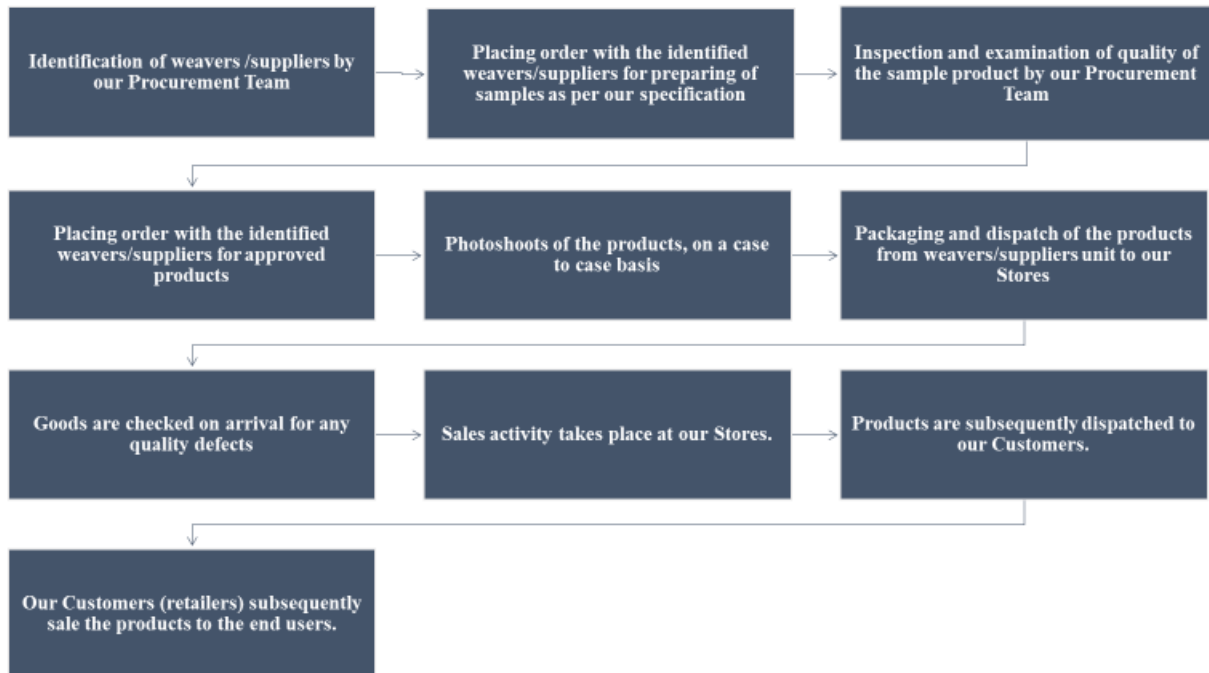 Identification of weavers /suppliers by
our Procurement Team
Placing order with the identified
weavers/suppliers for preparing of
samples as per our specification
Inspection and examination of quality of
the sample product by our Procurement
Team
Placing order with the identified
weavers/suppliers for approved
products
Photoshoots of the products, on a case
to case basis
Packaging and dispatch of the products
from weavers/suppliers unit to our
Stores
Goods are checked on arrival for any
quality defects
Sales activity takes place at our Stores.
Products are subsequently dispatched to
our Customers.
Our Customers (retailers) subsequently
sale the products to the end users.